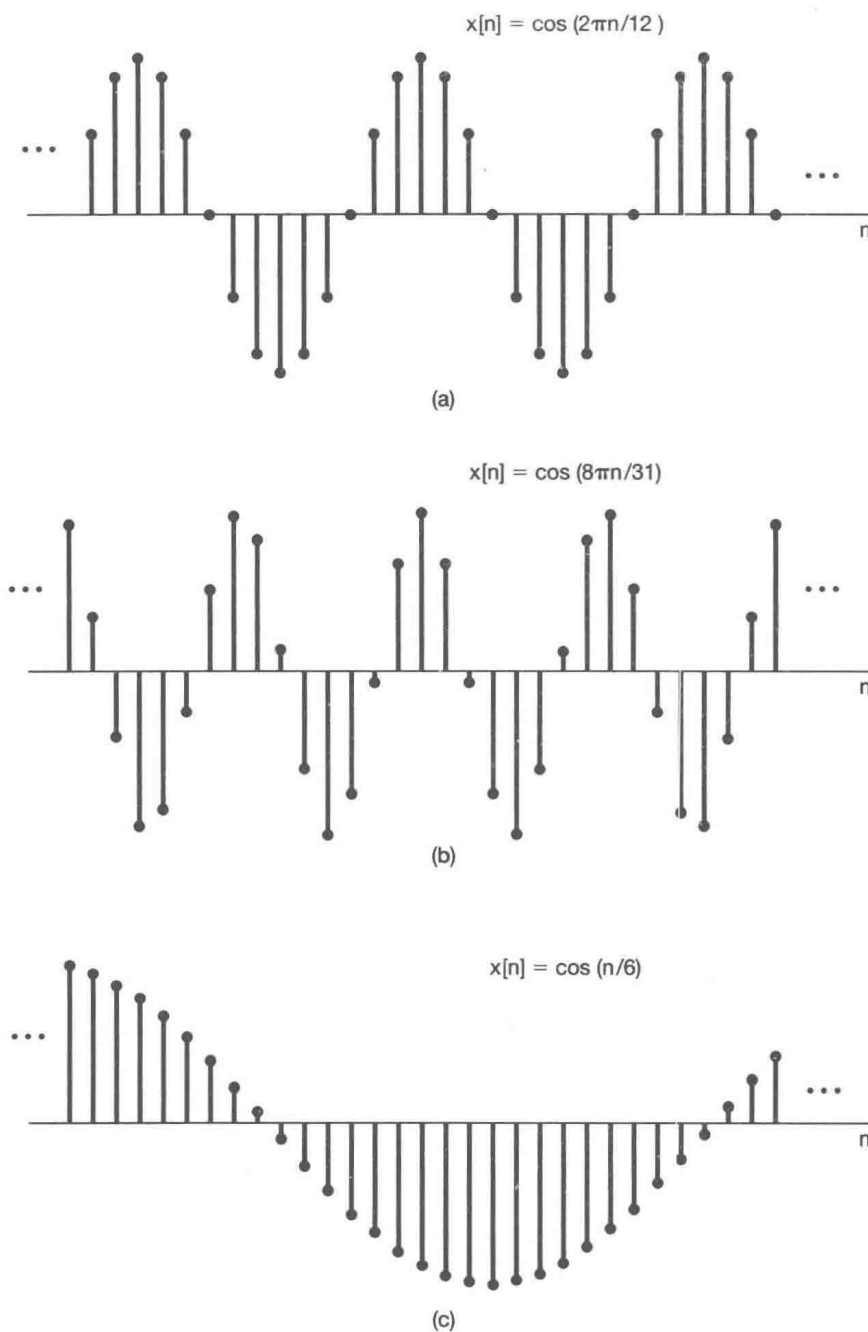 x[n] = cos (2πn/12 )
...
...
n
(a)
x[n] = cos (8πn/31)
...
...
n
(b)
x[n] = cos (n/6)
...
...
n
(c)